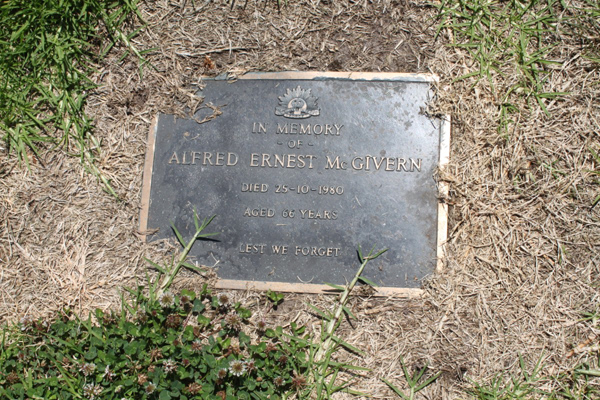 IN MEMORY
- OF -
ALFRED ERNEST McGIVERN
DIED 25-10-1980
AGED 66 YEARS
LEST WE FORGET